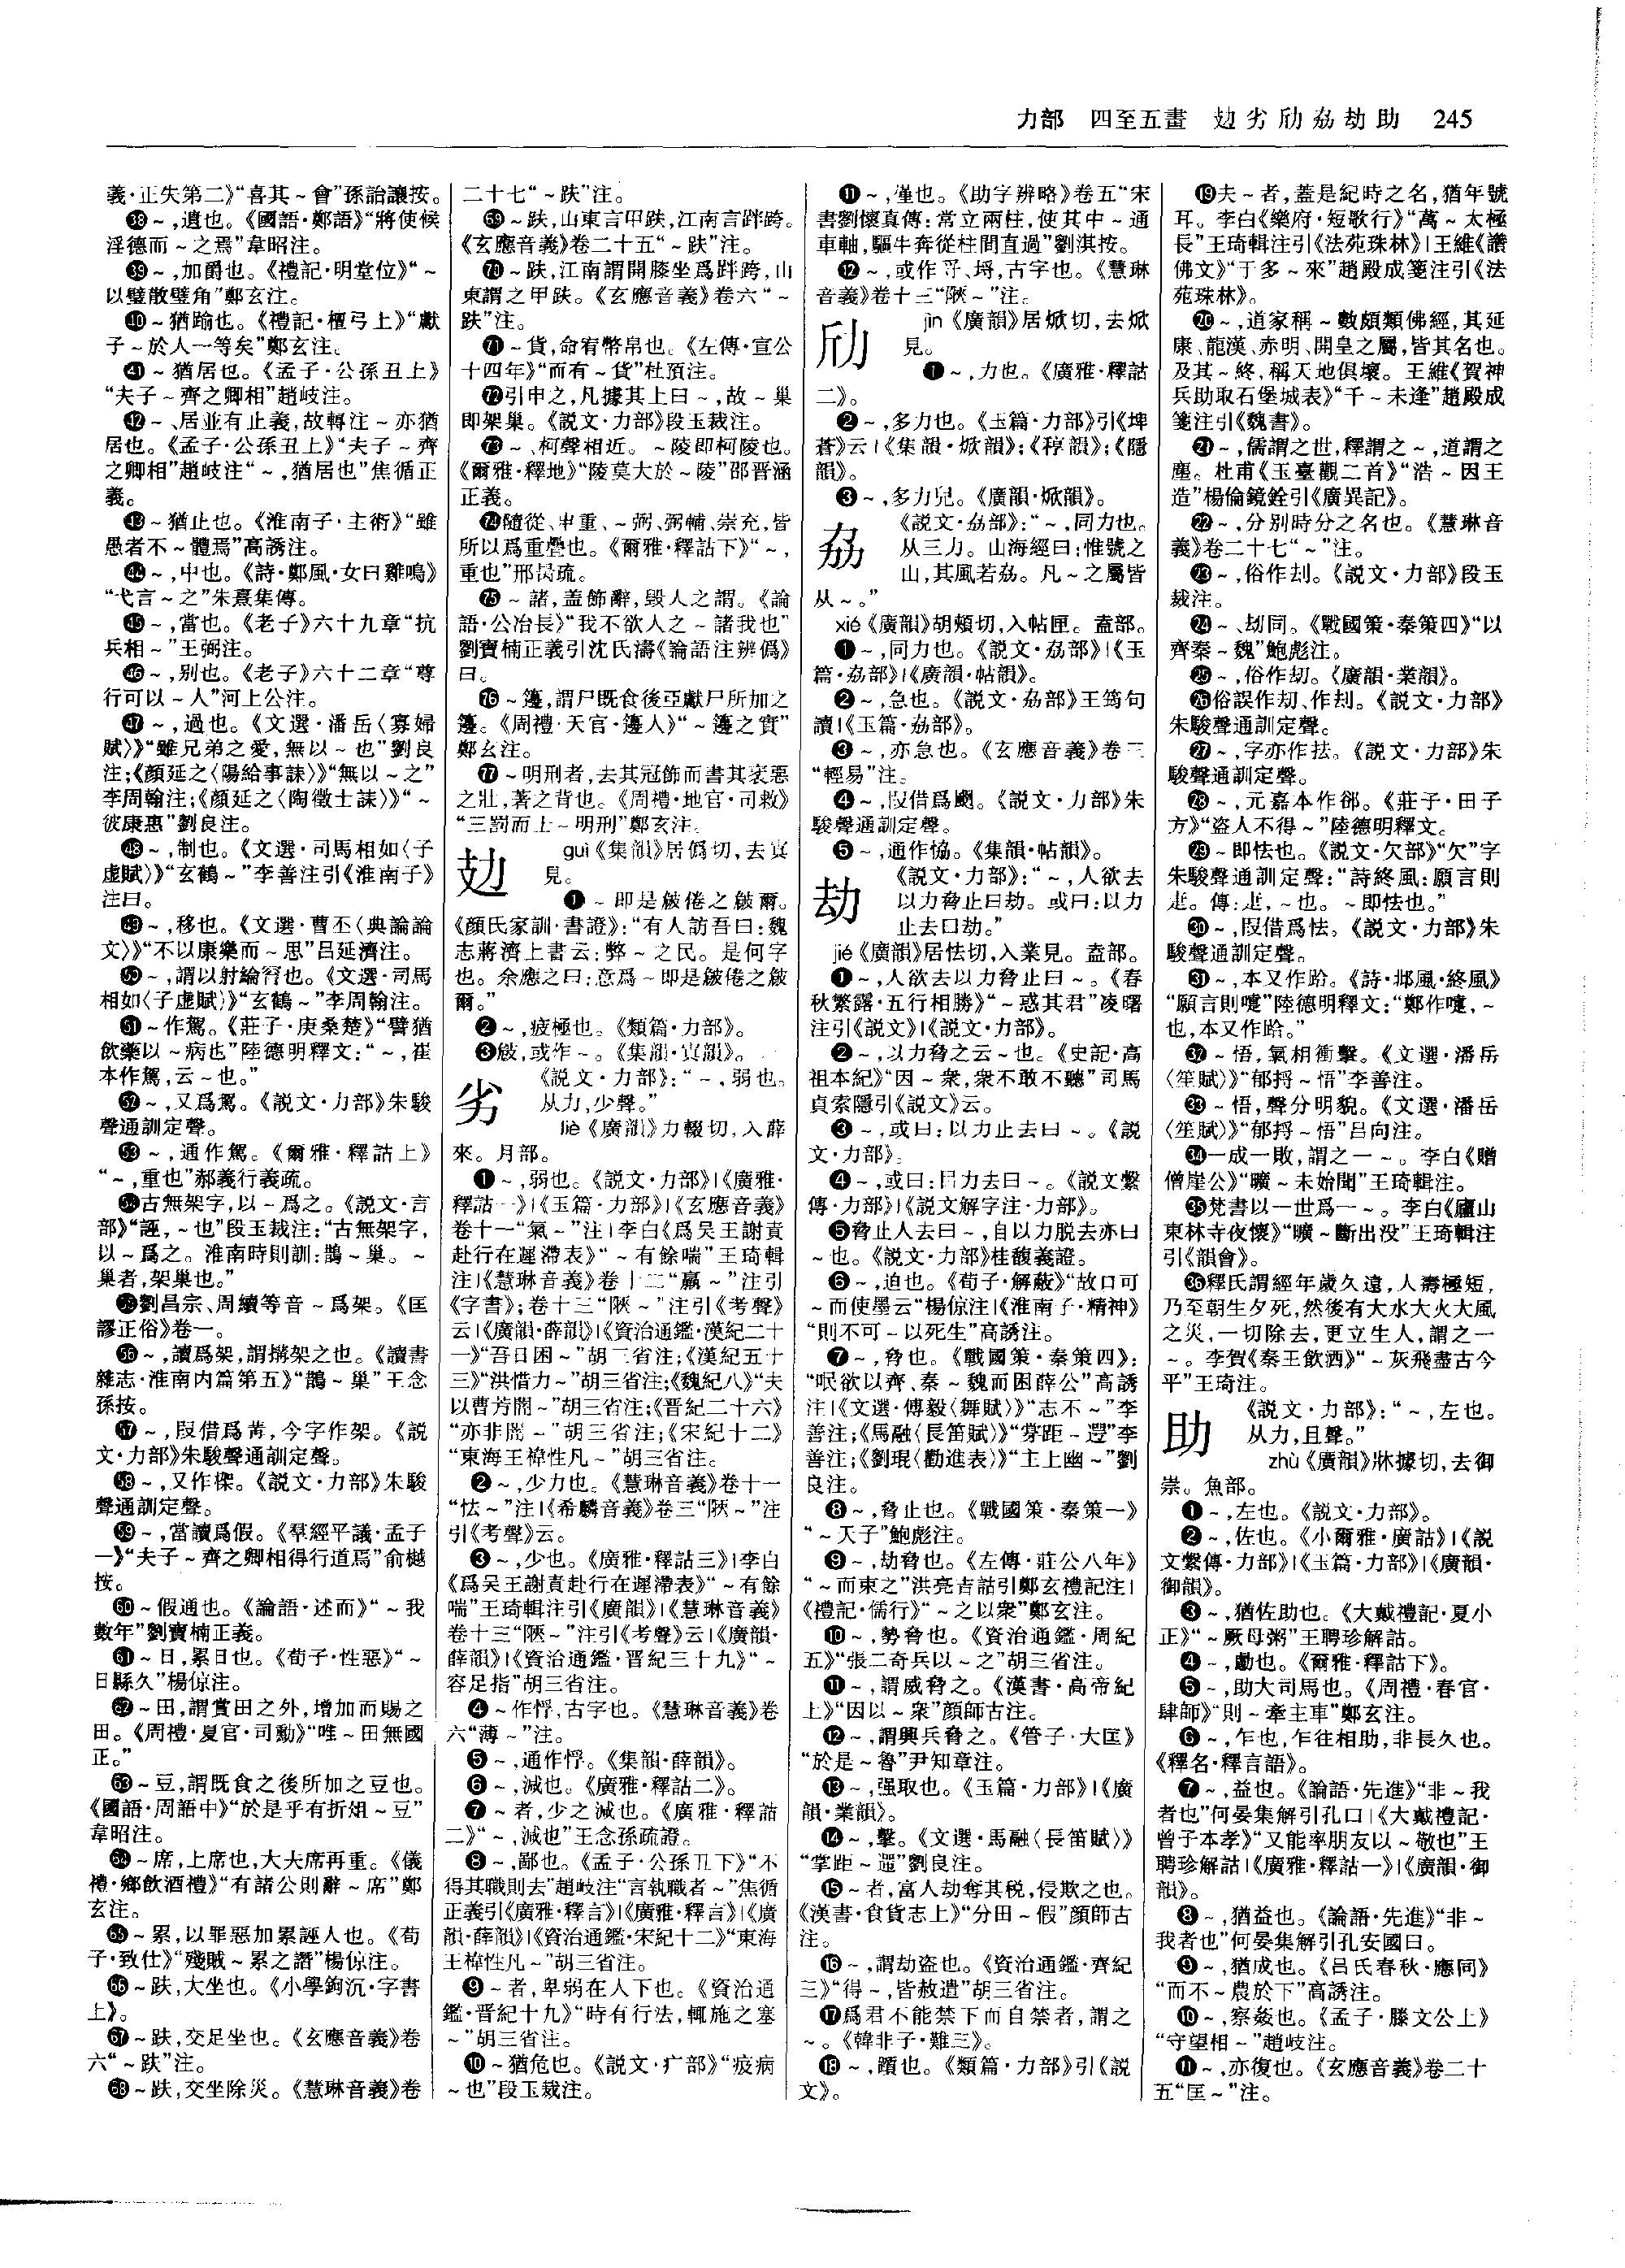 力部　四至五畫　攰劣劤劦劫助　245
義·正失第二》“喜其～會”孫詒讓按。
㊳～,遺也。《國語·鄭語》“將使候
淫德而～之焉”韋昭注。
㊴～,加爵也。《禮記·明堂位》“～
以璧散璧角”鄭玄注。
㊵～猶踰也。《禮記·檀弓上》“獻
子～於人一等矣”鄭玄注。
㊶～猶居也。《孟子·公孫丑上》
“夫子～齊之卿相”趙岐注。
㊷～、居並有止義,故轉注～亦猶
居也。《孟子·公孫丑上》“夫子～齊
之卿相”趙岐注“～,猶居也”焦循正
義。
㊸～猶止也。《淮南子·主術》“雖
愚者不～體焉”高誘注。
㊹～,中也。《詩·鄭風·女曰雞鳴》
“弋言～之”朱熹集傳。
㊺～,當也。《老子》六十九章“抗
兵相～”王弼注。
㊻～,别也。《老子》六十二章“尊
行可以～人”河上公注。
㊼～,過也。《文選·潘岳〈寡婦
賦〉》“雖兄弟之愛,無以～也”劉良
注;《顔延之〈陽給事誄〉》“無以～之”
李周翰注;《顔延之〈陶徵士誄〉》“～
彼康惠”劉良注。
㊽～,制也。《文選·司馬相如〈子
虚賦〉》“玄鶴～”李善注引《淮南子》
注曰。
㊾～,移也。《文選·曹丕〈典論論
文〉》“不以康樂而～思”吕延濟注。
㊿～,謂以射繪穿也。《文選·司馬
相如〈子虚賦〉》“玄鶴～”李周翰注。
51～作駕。《莊子·庚桑楚》“譬猶
飲藥以～病也”陸德明釋文:“～,崔
本作駕,云～也。”
52～,又爲駕。《説文·力部》朱駿
聲通訓定聲。
53～,通作駕。《爾雅·釋詁上》
“～,重也”郝義行義疏。
54古無架字,以～爲之。《説文·言
部》“誣,～也”段玉裁注:“古無架字,
以～爲之。淮南時則訓:鵲～巢。～
巢者,架巢也。”
55劉昌宗、周續等音～爲架。《匡
謬正俗》卷一。
56～,讀爲架,謂搆架之也。《讀書
雜志·淮南内篇第五》“鵲～巢”王念
孫按。
57～,叚借爲茄,今字作架。《説
文·力部》朱駿聲通訓定聲。
58～,又作檪。《説文·力部》朱駿
聲通訓定聲。
59～,當讀爲假。《羣經平議·孟子
一》“夫子～齊之卿相得行道焉”俞樾
按。
60～假通也。《論語·述而》“～我
數年”劉寶楠正義。
61～日,累日也。《荀子·性惡》“～
日縣久”楊倞注。
62～田,謂賞田之外,增加而賜之
田。《周禮·夏官·司勳》“唯～田無國
正。”
63～豆,謂既食之後所加之豆也。
《國語·周語中》“於是乎有折俎～豆”
韋昭注。
64～席,上席也,大夫席再重。《儀
禮·鄉飲酒禮》“有諸公則辭～席”鄭
玄注。
65～累,以罪惡加累誣人也。《荀
子·致仕》“殘賊～累之譖”楊倞注。
66～趺,大坐也。《小學鉤沉·字書
上》。
67～趺,交足坐也。《玄應音義》卷
六“～趺”注。
68～趺,交坐除災。《慧琳音義》卷
二十七“～趺”注。
69～趺,山東言甲趺,江南言跘跨。
《玄應音義》卷二十五“～趺”注。
70～趺,江南謂開膝坐爲跘跨,山
東謂之甲趺。《玄應音義》卷六“～
趺”注。
71～貨,命宥幣帛也。《左傳·宣公
十四年》“而有～貨”杜預注。
72引申之,凡據其上曰～,故～巢
即架巢。《説文·力部》段玉裁注。
73～、柯聲相近。～陵即柯陵也。
《爾雅·釋地》“陵莫大於～陵”邵晋涵
正義。
74隨從、申重、～弼、弼輔、崇充,皆
所以爲重疊也。《爾雅·釋詁下》“～,
重也”邢昺疏。
75～諸,蓋飾辭,毁人之謂。《論
語·公冶長》“我不欲人之～諸我也”
劉寶楠正義引沈氏濤《論語注辨僞》
曰。
76～籩,謂尸既食後亞獻尸所加之
籩。《周禮·天官·籩人》“～籩之實”
鄭玄注。
77～明刑者,去其冠飾而書其衺惡
之狀,著之背也。《周禮·地官·司救》
“三罰而士～明刑”鄭玄注。
攰　guì《集韻》居僞切,去寘
見。
❶～即是㩻倦之㩻爾。
《顔氏家訓·書證》:“有人訪吾曰:魏
志蔣濟上書云:弊～之民。是何字
也。余應之曰:意爲～即是㩻倦之㩻
爾。”
❷～,疲極也。《類篇·力部》。
❸㩻,或作～。《集韻·寘韻》。
劣　《説文·力部》:“～,弱也。
从力,少聲。”
liè《廣韻》力輟切,入薛
來。月部。
❶～,弱也。《説文·力部》|《廣雅·
釋詁一》|《玉篇·力部》|《玄應音義》
卷十一“氣～”注|李白《爲吴王謝責
赴行在遲滯表》“～有餘喘”王琦輯
注|《慧琳音義》卷十二“羸～”注引
《字書》;卷十三“陜～”注引《考聲》
云|《廣韻·薛韻》|《資治通鑑·漢紀二十
一》“吾日困～”胡三省注;《漢紀五十
三》“洪惜力～”胡三省注;《魏紀八》“夫
以曹芳闇～”胡三省注;《晋紀二十六》
“亦非闇～”胡三省注;《宋紀十二》
“東海王禕性凡～”胡三省注。
❷～,少力也。《慧琳音義》卷十一
“怯～”注|《希麟音義》卷三“陜～”注
引《考聲》云。
❸～,少也。《廣雅·釋詁三》|李白
《爲吴王謝責赴行在遲滯表》“～有餘
喘”王琦輯注引《廣韻》|《慧琳音義》
卷十三“陜～”注引《考聲》云|《廣韻·
薛韻》|《資治通鑑·晋紀三十九》“～
容足指”胡三省注。
❹～作㝊,古字也。《慧琳音義》卷
六“薄～”注。
❺～,通作㝊。《集韻·薛韻》。
❻～,減也。《廣雅·釋詁二》。
❼～者,少之減也。《廣雅·釋詁
二》“～,減也”王念孫疏證。
❽～,鄙也。《孟子·公孫丑下》“不
得其職則去”趙岐注“言執職者～”焦循
正義引《廣雅·釋言》|《廣雅·釋言》|《廣
韻·薛韻》|《資治通鑑·宋紀十二》“東海
王禕性凡～”胡三省注。
❾～者,卑弱在人下也。《資治通
鑑·晋紀十九》“時有行法,輒施之塞
～”胡三省注。
❿～猶危也。《説文·疒部》“疲病
～也”段玉裁注。
⓫～,僅也。《助字辨略》卷五“宋
書劉懷真傳:常立兩柱,使其中～通
車軸,驅牛奔從柱間直過”劉淇按。
⓬～,或作寽、埒,古字也。《慧琳
音義》卷十三“陜～”注。
劤　jìn《廣韻》居焮切,去焮
見。
❶～,力也。《廣雅·釋詁
二》。
❷～,多力也。《玉篇·力部》引《埤
蒼》云|《集韻·焮韻》;《稕韻》;《隱
韻》。
❸～,多力皃。《廣韻·焮韻》。
劦　《説文·劦部》:“～,同力也。
从三力。山海經曰:惟號之
山,其風若劦。凡～之屬皆
从～。”
xié《廣韻》胡頰切,入帖匣。盍部。
❶～,同力也。《説文·劦部》|《玉
篇·劦部》|《廣韻·帖韻》。
❷～,急也。《説文·劦部》王筠句
讀|《玉篇·劦部》。
❸～,亦急也。《玄應音義》卷三
“輕易”注。
❹～,叚借爲颲。《説文·力部》朱
駿聲通訓定聲。
❺～,通作恊。《集韻·帖韻》。
劫　《説文·力部》:“～,人欲去
以力脅止曰劫。或曰:以力
止去曰劫。”
jié《廣韻》居怯切,入業見。盍部。
❶～,人欲去以力脅止曰～。《春
秋繁露·五行相勝》“～惑其君”凌曙
注引《説文》|《説文·力部》。
❷～,以力脅之云～也。《史記·高
祖本紀》“因～衆,衆不敢不聽”司馬
貞索隱引《説文》云。
❸～,或曰:以力止去曰～。《説
文·力部》。
❹～,或曰:以力去曰～。《説文繫
傳·力部》|《説文解字注·力部》。
❺脅止人去曰～,自以力脱去亦曰
～也。《説文·力部》桂馥義證。
❻～,迫也。《荀子·解蔽》“故口可
～而使墨云”楊倞注|《淮南子·精神》
“則不可～以死生”高誘注。
❼～,脅也。《戰國策·秦策四》:
“呡欲以齊、秦～魏而困薛公”高誘
注|《文選·傅毅〈舞賦〉》“志不～”李
善注;《馬融〈長笛賦〉》“掌距～遻”李
善注;《劉琨〈勸進表〉》“主上幽～”劉
良注。
❽～,脅止也。《戰國策·秦策一》
“～天子”鮑彪注。
❾～,劫脅也。《左傳·莊公八年》
“～而束之”洪亮吉詁引鄭玄禮記注|
《禮記·儒行》“～之以衆”鄭玄注。
❿～,勢脅也。《資治通鑑·周紀
五》“張二奇兵以～之”胡三省注。
⓫～,謂威脅之。《漢書·高帝紀
上》“因以～衆”顔師古注。
⓬～,謂興兵脅之。《管子·大匡》
“於是～魯”尹知章注。
⓭～,强取也。《玉篇·力部》|《廣
韻·業韻》。
⓮～,擊。《文選·馬融〈長笛賦〉》
“掌距～遻”劉良注。
⓯～者,富人劫奪其税,侵欺之也。
《漢書·食貨志上》“分田～假”顔師古
注。
⓰～,謂劫盜也。《資治通鑑·齊紀
三》“得～,皆赦遣”胡三省注。
⓱爲君不能禁下而自禁者,謂之
～。《韓非子·難三》。
⓲～,蹟也。《類篇·力部》引《説
文》。
⓳夫～者,蓋是紀時之名,猶年號
耳。李白《樂府·短歌行》“萬～太極
長”王琦輯注引《法苑珠林》|王維《讚
佛文》“于多～來”趙殿成箋注引《法
苑珠林》。
⓴～,道家稱～數頗類佛經,其延
康、龍漢、赤明、開皇之屬,皆其名也。
及其～終,稱天地俱壞。王維《賀神
兵助取石堡城表》“千～未逢”趙殿成
箋注引《魏書》。
㉑～,儒謂之世,釋謂之～,道謂之
塵。杜甫《玉臺觀二首》“浩～因王
造”楊倫鏡銓引《廣異記》。
㉒～,分别時分之名也。《慧琳音
義》卷二十七“～”注。
㉓～,俗作刦。《説文·力部》段玉
裁注。
㉔～、刧同。《戰國策·秦策四》“以
齊秦～魏”鮑彪注。
㉕～,俗作刧。《廣韻·業韻》。
㉖俗誤作刧、作刦。《説文·力部》
朱駿聲通訓定聲。
㉗～,字亦作抾。《説文·力部》朱
駿聲通訓定聲。
㉘～,元嘉本作郤。《莊子·田子
方》“盜人不得～”陸德明釋文。
㉙～即怯也。《説文·欠部》“欠”字
朱駿聲通訓定聲:“詩終風:願言則
疐。傳:疐,～也。～即怯也。”
㉚～,叚借爲怯。《説文·力部》朱
駿聲通訓定聲。
㉛～,本又作跲。《詩·邶風·終風》
“願言則嚏”陸德明釋文:“鄭作嚏,～
也,本又作跲。”
㉜～悟,氣相衝擊。《文選·潘岳
〈笙賦〉》“郁捋～悟”李善注。
㉝～悟,聲分明貌。《文選·潘岳
〈笙賦〉》“郁捋～悟”吕向注。
㉞一成一敗,謂之一～。李白《贈
僧崖公》“曠～未始聞”王琦輯注。
㉟梵書以一世爲一～。李白《廬山
東林寺夜懷》“曠～斷出没”王琦輯注
引《韻會》。
㊱釋氏謂經年歲久遠,人壽極短,
乃至朝生夕死,然後有大水大火大風
之災,一切除去,更立生人,謂之一
～。李賀《秦王飲酒》“～灰飛盡古今
平”王琦注。
助　《説文·力部》:“～,左也。
从力,且聲。”
zhù《廣韻》牀據切,去御
崇。魚部。
❶～,左也。《説文·力部》。
❷～,佐也。《小爾雅·廣詁》|《説
文繫傳·力部》|《玉篇·力部》|《廣韻·
御韻》。
❸～,猶佐助也。《大戴禮記·夏小
正》“～厥母粥”王聘珍解詁。
❹～,勴也。《爾雅·釋詁下》。
❺～,助大司馬也。《周禮·春官·
肆師》“則～牽主車”鄭玄注。
❻～,乍也,乍往相助,非長久也。
《釋名·釋言語》。
❼～,益也。《論語·先進》“非～我
者也”何晏集解引孔曰|《大戴禮記·
曾子本孝》“又能率朋友以～敬也”王
聘珍解詁|《廣雅·釋詁一》|《廣韻·御
韻》。
❽～,猶益也。《論語·先進》“非～
我者也”何晏集解引孔安國曰。
❾～,猶成也。《吕氏春秋·應同》
“而不～農於下”高誘注。
❿～,察姦也。《孟子·滕文公上》
“守望相～”趙岐注。
⓫～,亦復也。《玄應音義》卷二十
五“匡～”注。